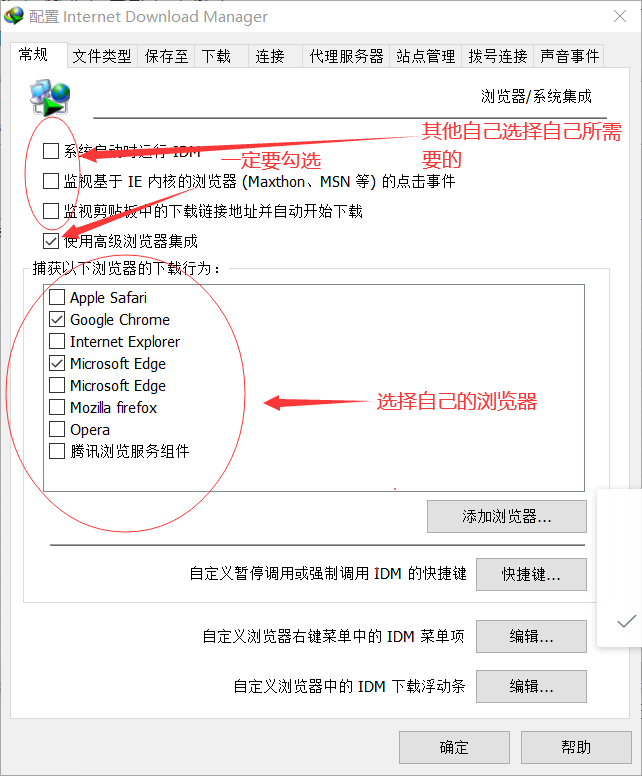 配置 Internet Download Manager
常规 文件类型 保存至 下载 连接 代理服务器 站点管理 拨号连接 声音事件
浏览器/系统集成
其他自己选择自己所需
要的
系统启动时运行 IDM
一定要勾选
监视基于 IE 内核的浏览器 (Maxthon、MSN 等) 的点击事件
监视剪贴板中的下载链接地址并自动开始下载
使用高级浏览器集成
捕获以下浏览器的下载行为：
Apple Safari
Google Chrome
Internet Explorer
Microsoft Edge
Microsoft Edge
选择自己的浏览器
Mozilla firefox
Opera
腾讯浏览服务组件
添加浏览器...
自定义暂停调用或强制调用 IDM 的快捷键 快捷键...
自定义浏览器右键菜单中的 IDM 菜单项 编辑...
自定义浏览器中的 IDM 下载浮动条 编辑...
确定 帮助